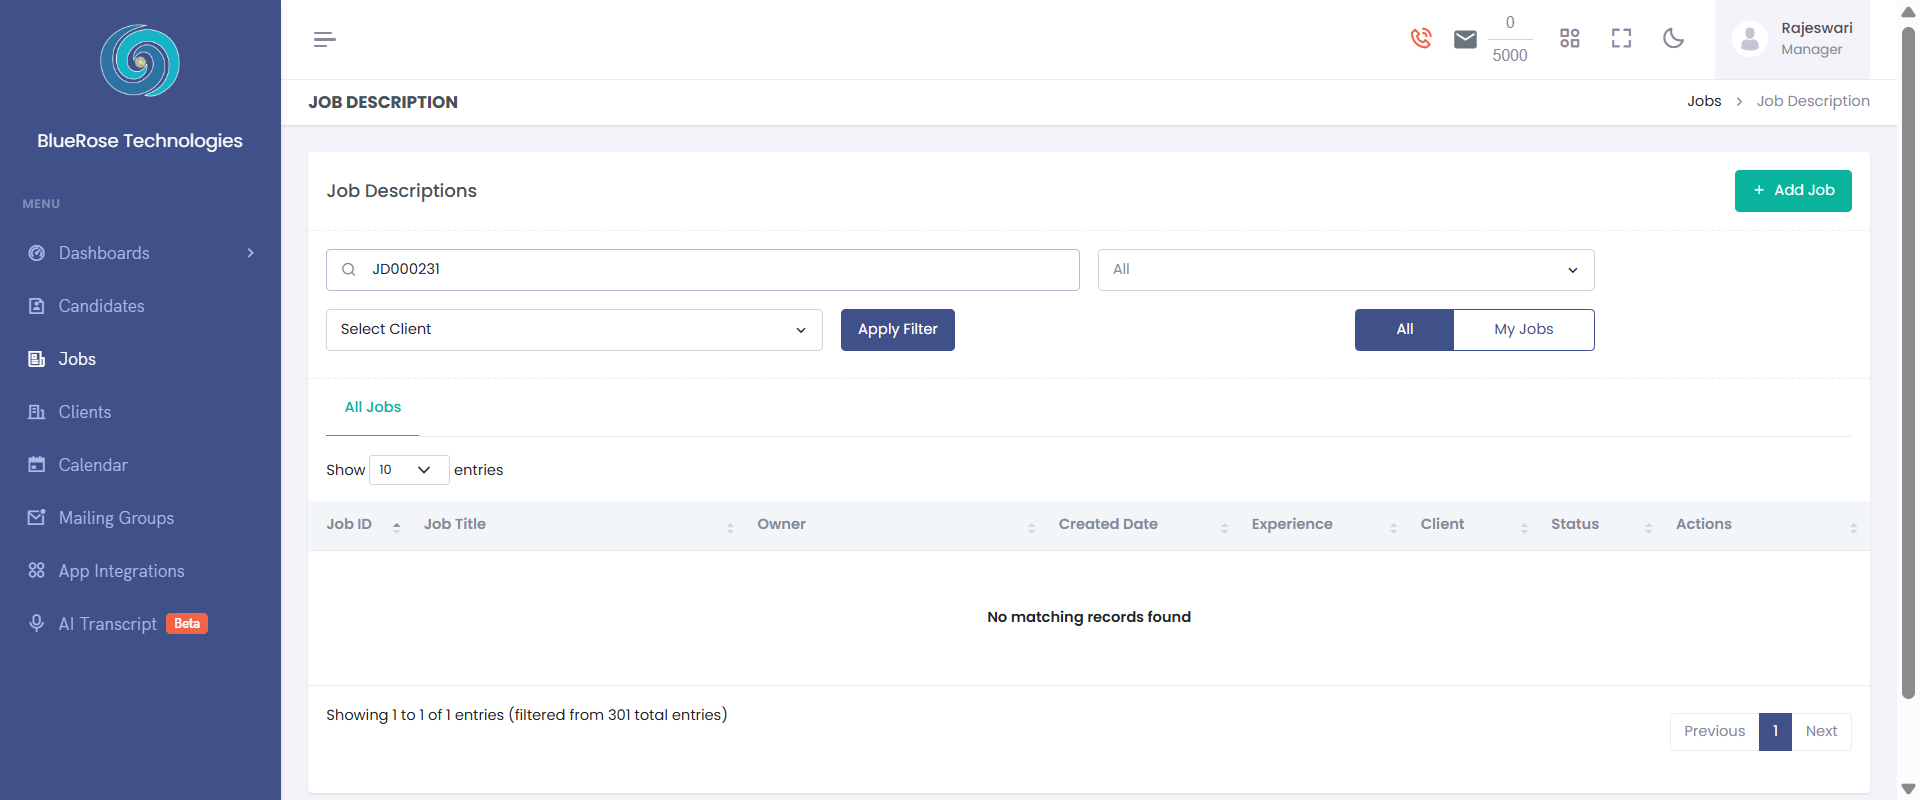 BlueRose Technologies
MENU
Dashboards
Candidates
Jobs
Clients
Calendar
Mailing Groups
App Integrations
AI Transcript Beta
0
5000
Rajeswari
Manager
JOB DESCRIPTION
Jobs > Job Description
Job Descriptions
+ Add Job
JD000231
All
Select Client
Apply Filter
All
My Jobs
All Jobs
Show 10 entries
Job ID Job Title Owner Created Date Experience Client Status Actions
No matching records found
Showing 1 to 1 of 1 entries (filtered from 301 total entries)
Previous 1 Next